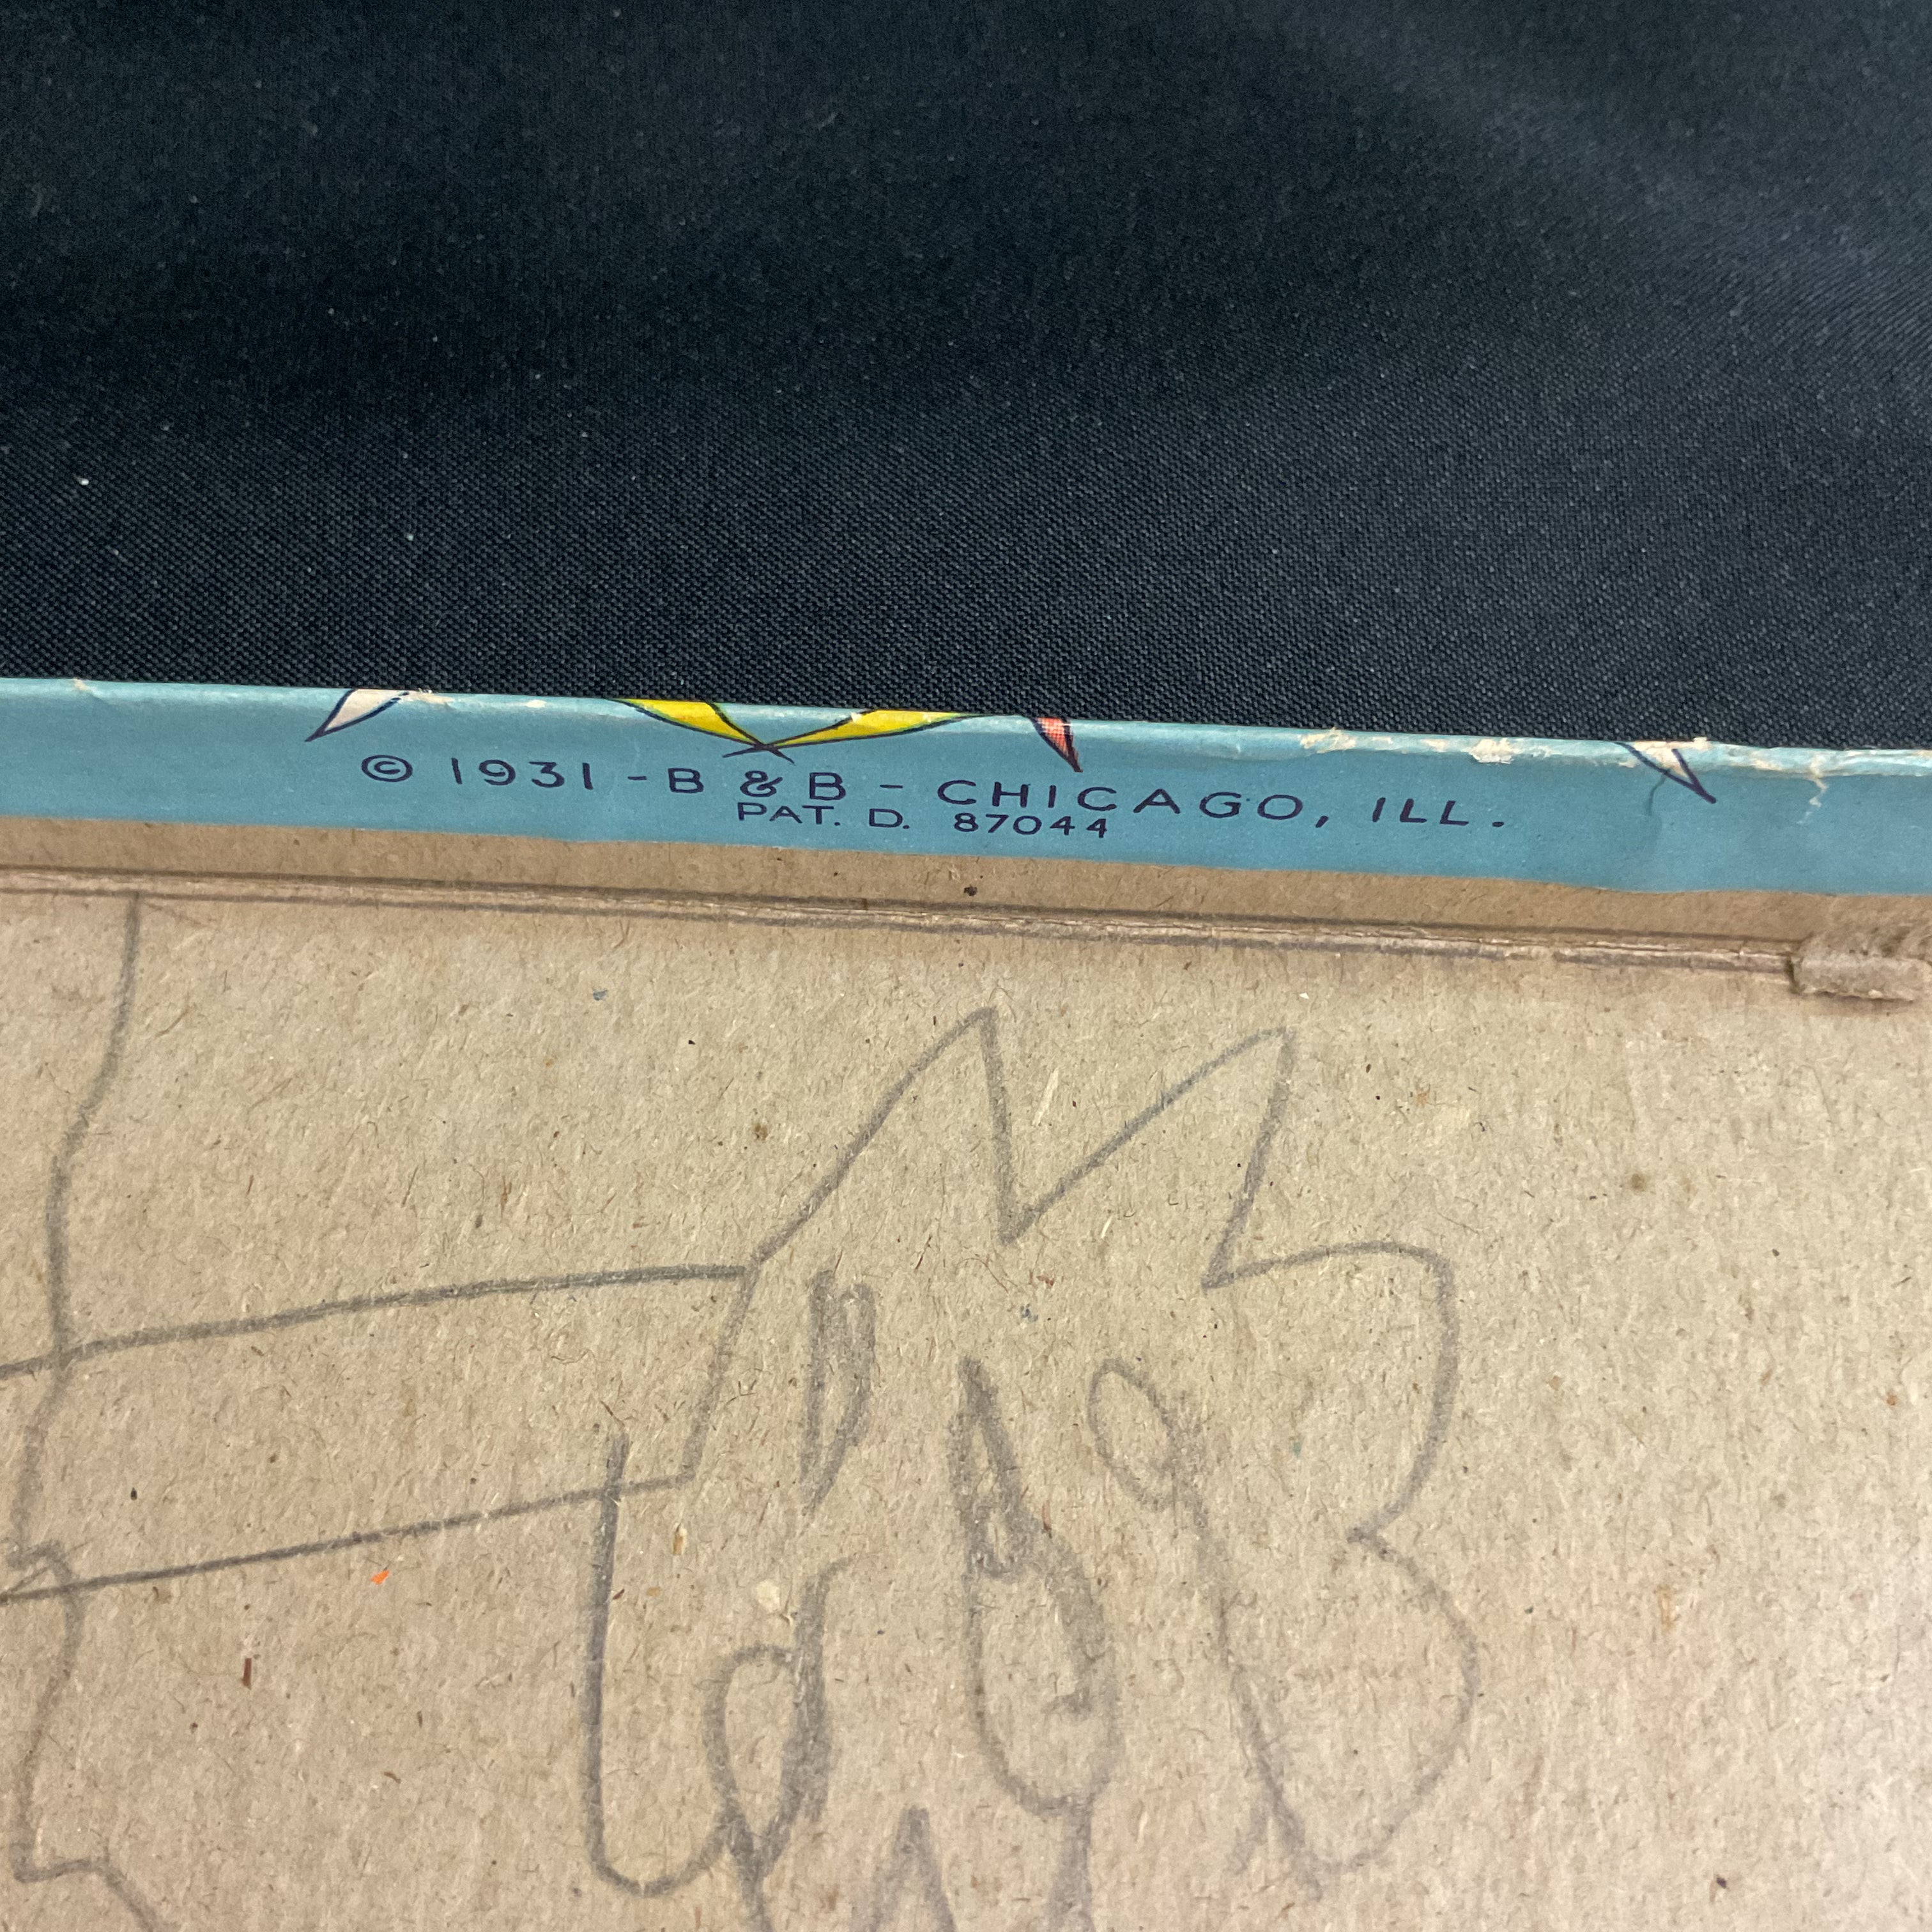 © 1931 - B & B - CHICAGO, ILL.
PAT. D. 87044